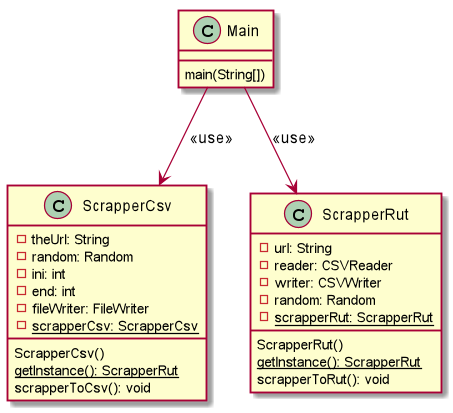 C Main
main(String[])
«use»
«use»
C ScrapperCsv
theUrl: String
random: Random
ini: int
end: int
fileWriter: FileWriter
scrapperCsv: ScrapperCsv
ScrapperCsv()
getInstance(): ScrapperRut
scrapperToCsv(): void
C ScrapperRut
url: String
reader: CSVReader
writer: CSVWriter
random: Random
scrapperRut: ScrapperRut
ScrapperRut()
getInstance(): ScrapperRut
scrapperToRut(): void